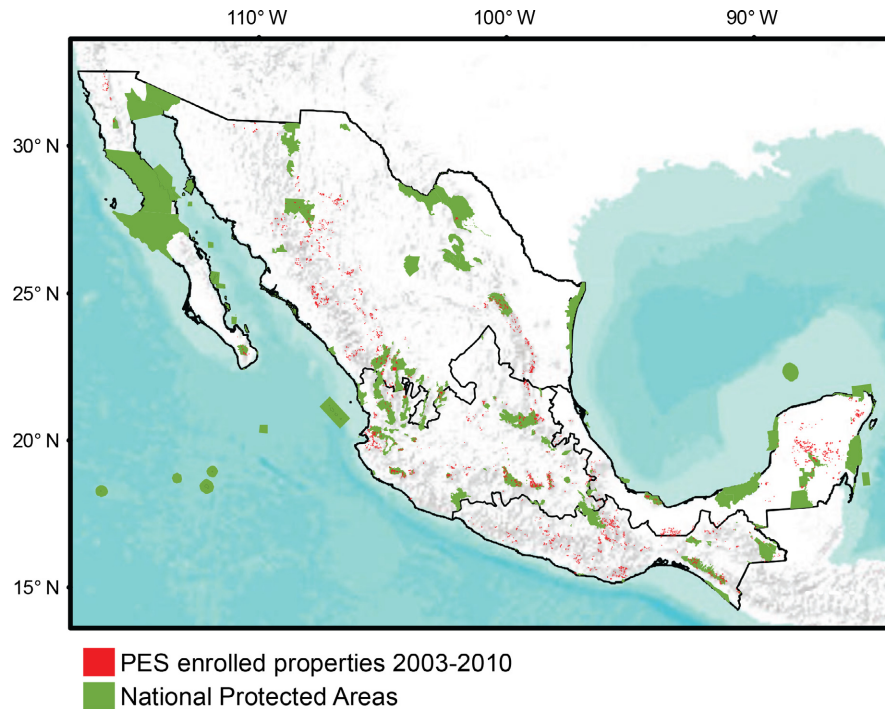 110° W 100° W 90° W
30° N
25° N
20° N
15° N
PES enrolled properties 2003-2010
National Protected Areas